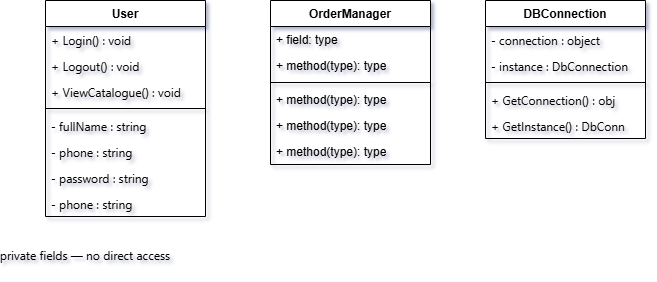 User
+ Login() : void
+ Logout() : void
+ ViewCatalogue() : void
- fullName : string
- phone : string
- password : string
- phone : string
OrderManager
+ field: type
+ method(type): type
+ method(type): type
+ method(type): type
+ method(type): type
DBConnection
- connection : object
- instance : DbConnection
+ GetConnection() : obj
+ GetInstance() : DbConn
private fields — no direct access